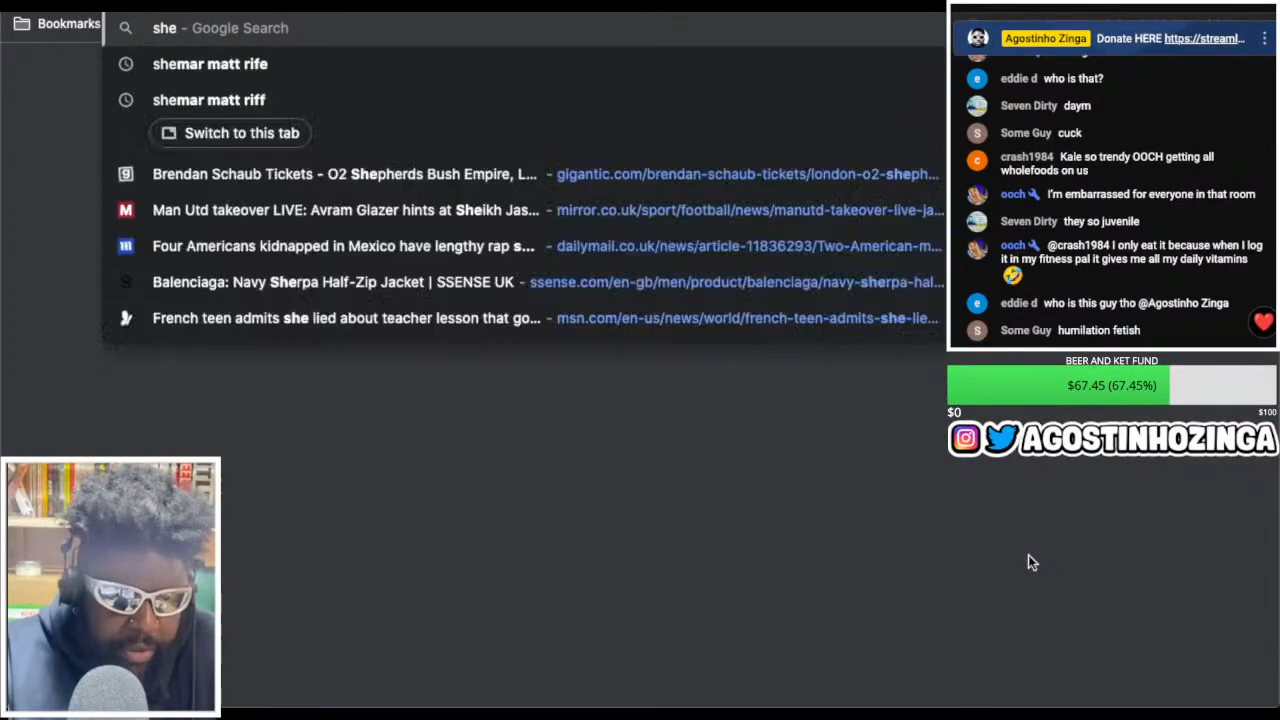 Bookmarks
she - Google Search
shemar matt rife
shemar matt riff
Switch to this tab
Brendan Schaub Tickets - O2 Shepherds Bush Empire, L... - gigantic.com/brendan-schaub-tickets/london-o2-sheph...
Man Utd takeover LIVE: Avram Glazer hints at Sheikh Jas... - mirror.co.uk/sport/football/news/manutd-takeover-live-ja...
Four Americans kidnapped in Mexico have lengthy rap s... - dailymail.co.uk/news/article-11836293/Two-American-m...
Balenciaga: Navy Sherpa Half-Zip Jacket | SSENSE UK - ssense.com/en-gb/men/product/balenciaga/navy-sherpa-hal...
French teen admits she lied about teacher lesson that go... - msn.com/en-us/news/world/french-teen-admits-she-lie...
Agostinho Zinga Donate HERE https://streaml...
eddie d who is that?
Seven Dirty daym
Some Guy cuck
crash1984 Kale so trendy OOCH getting all
wholefoods on us
ooch I'm embarrassed for everyone in that room
Seven Dirty they so juvenile
ooch @crash1984 I only eat it because when I log
it in my fitness pal it gives me all my daily vitamins
🤣
eddie d who is this guy tho @Agostinho Zinga
Some Guy humilation fetish
BEER AND KET FUND
$67.45 (67.45%)
$0 $100
AGOSTINHOZINGA